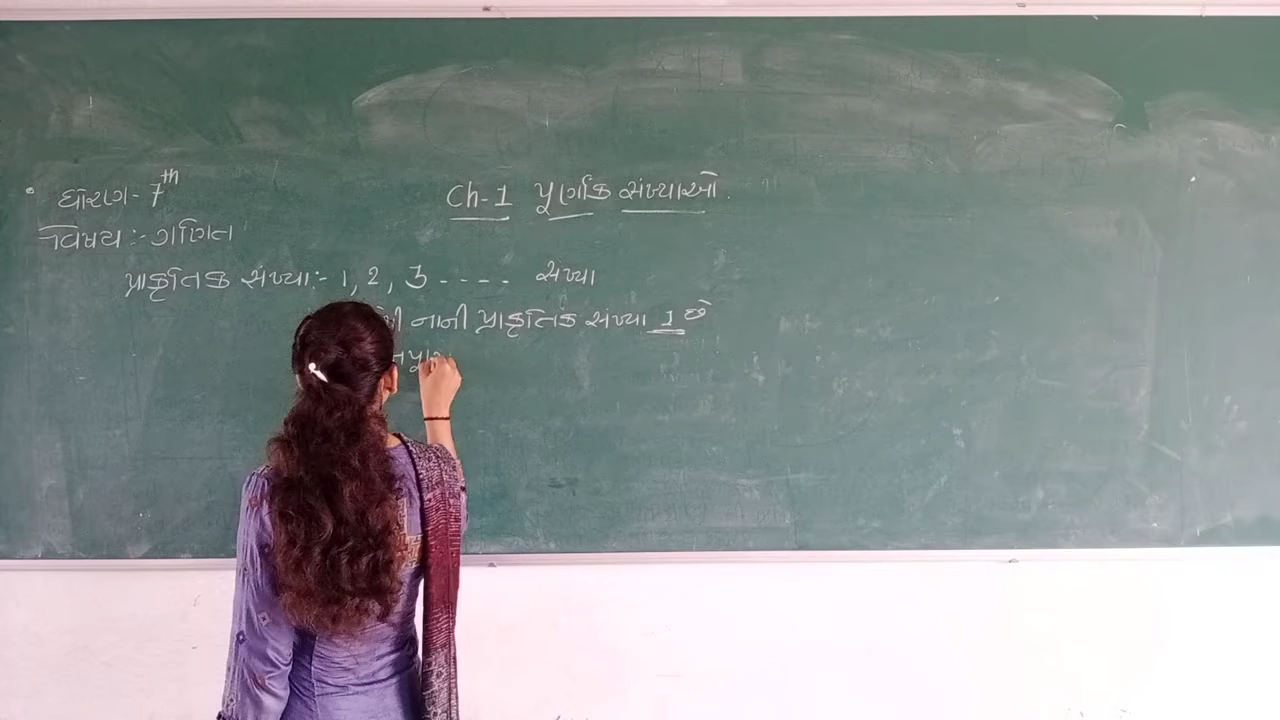 ધોરણ- 7th
Ch-1 પૂર્ણાંક સંખ્યાઓ.
વિષય :- ગણિત
પ્રાકૃતિક સંખ્યા:- 1, 2, 3 - - - - સંખ્યા
નાની પ્રાકૃતિક સંખ્યા 1 છે